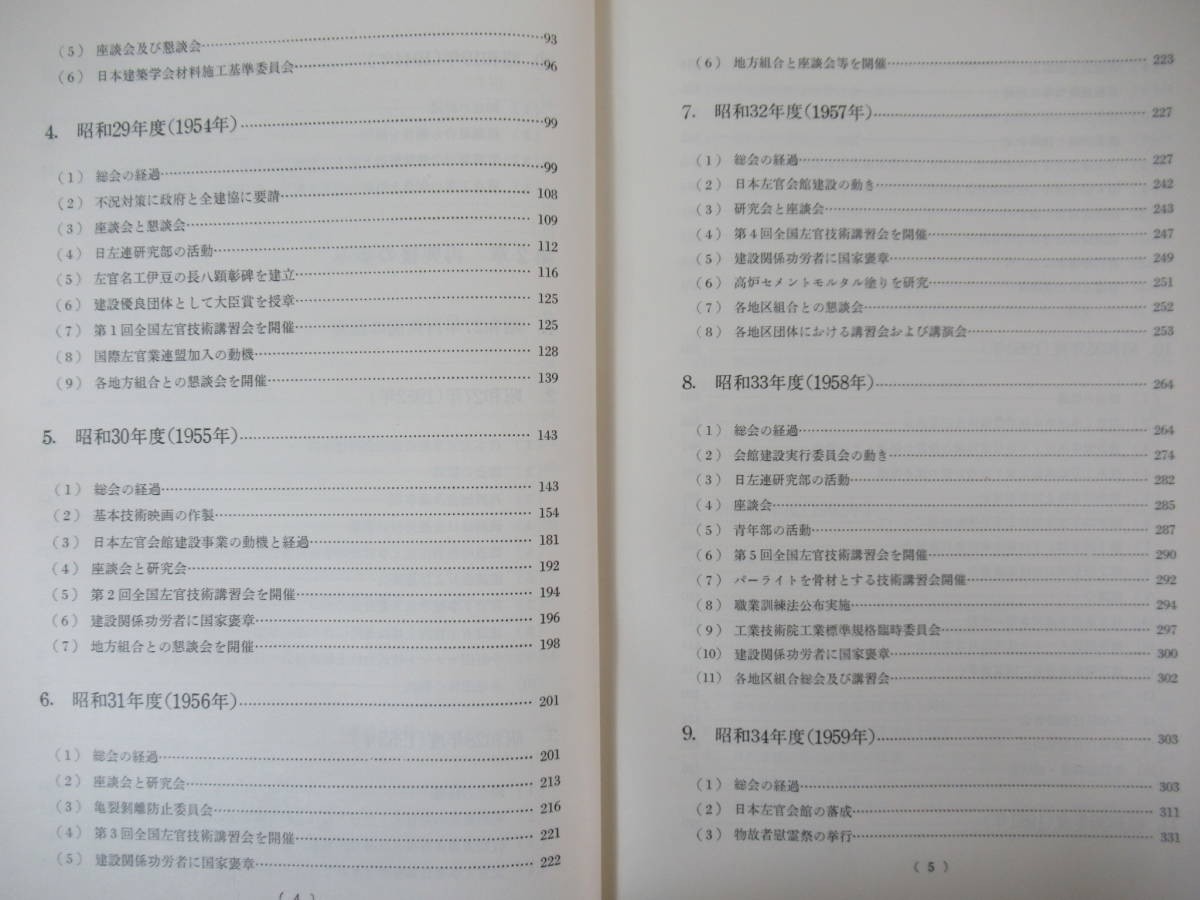 (5) 座談会及び懇談会……93
(6) 日本建築学会材料施工基準委員会……96
4. 昭和29年度(1954年)……99
(1) 総会の経過……99
(2) 不況対策に政府と全建協に要請……108
(3) 座談会と懇談会……109
(4) 日左連研究部の活動……112
(5) 左官名工伊豆の長八顕彰碑を建立……116
(6) 建設優良団体として大臣賞を授章……125
(7) 第1回全国左官技術講習会を開催……125
(8) 国際左官業連盟加入の動機……128
(9) 各地方組合との懇談会を開催……139
5. 昭和30年度(1955年)……143
(1) 総会の経過……143
(2) 基本技術映画の作製……154
(3) 日本左官会館建設事業の動機と経過……181
(4) 座談会と研究会……192
(5) 第2回全国左官技術講習会を開催……194
(6) 建設関係功労者に国家褒章……196
(7) 地方組合との懇談会を開催……198
6. 昭和31年度(1956年)……201
(1) 総会の経過……201
(2) 座談会と研究会……213
(3) 亀裂剝離防止委員会……216
(4) 第3回全国左官技術講習会を開催……221
(5) 建設関係功労者に国家褒章……222
( 4 )
(6) 地方組合と座談会等を開催……223
7. 昭和32年度(1957年)……227
(1) 総会の経過……227
(2) 日本左官会館建設の動き……242
(3) 研究会と座談会……243
(4) 第4回全国左官技術講習会を開催……247
(5) 建設関係功労者に国家褒章……249
(6) 高炉セメントモルタル塗りを研究……251
(7) 各地区組合との懇談会……252
(8) 各地区団体における講習会および講演会……253
8. 昭和33年度(1958年)……264
(1) 総会の経過……264
(2) 会館建設実行委員会の動き……274
(3) 日左連研究部の活動……282
(4) 座談会……285
(5) 青年部の活動……287
(6) 第5回全国左官技術講習会を開催……290
(7) パーライトを骨材とする技術講習会開催……292
(8) 職業訓練法公布実施……294
(9) 工業技術院工業標準規格臨時委員会……297
(10) 建設関係功労者に国家褒章……300
(11) 各地区組合総会及び講習会……302
9. 昭和34年度(1959年)……303
(1) 総会の経過……303
(2) 日本左官会館の落成……311
(3) 物故者慰霊祭の挙行……331
( 5 )